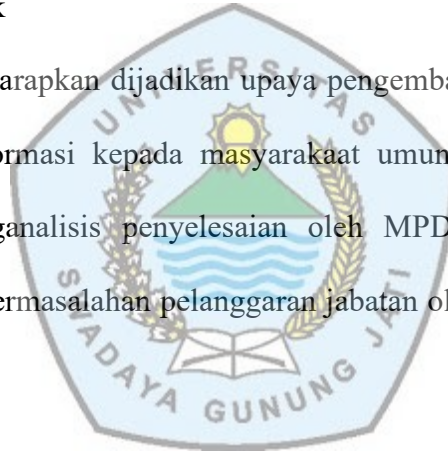 k
arapkan dijadikan upaya pengemba
ormasi kepada masyarakaat umun
ganalisis penyelesaian oleh MPD
ermasalahan pelanggaran jabatan ol
UNIVERSITAS
SWADAYA GUNUNG JATI